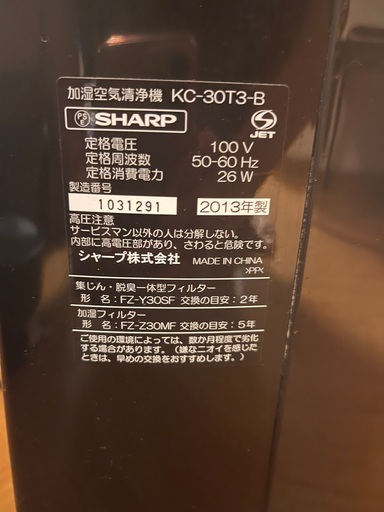 加湿空気清浄機 KC-30T3-B
PS E SHARP
JET
定格電圧 100 V
定格周波数 50-60 Hz
定格消費電力 26 W
製造番号
1031291 2013年製
高圧注意
サービスマン以外の人は分解しない。
内部に高電圧部があり、さわると危険です。
シャープ株式会社 MADE IN CHINA
>PP<
集じん・脱臭一体型フィルター
形 名：FZ-Y30SF 交換の目安：2年
加湿フィルター
形 名：FZ-Z30MF 交換の目安：5年
ご使用の環境によっては、数か月程度で劣化
する場合があります。（嫌なニオイを感じた
ときは、早めの交換をおすすめします。）